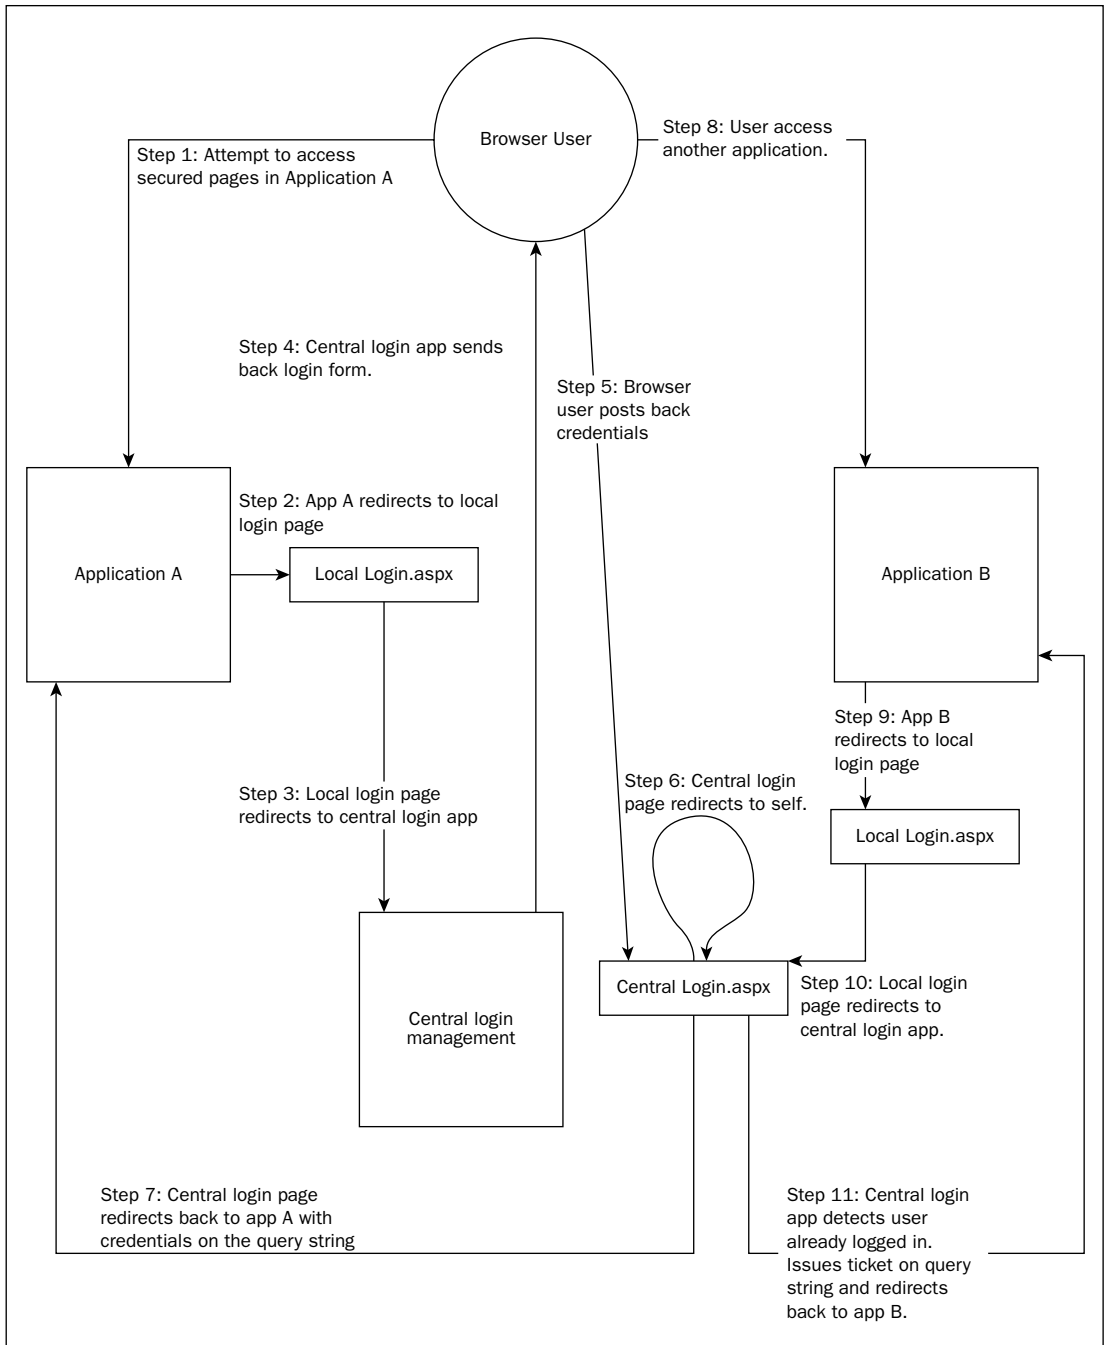 Browser User
Step 8: User access
another application.
Step 1: Attempt to access
secured pages in Application A
Step 4: Central login app sends
back login form.
Step 5: Browser
user posts back
credentials
Step 2: App A redirects to local
login page
Application A
Local Login.aspx
Application B
Step 9: App B
redirects to local
login page
Step 6: Central login
page redirects to self.
Step 3: Local login page
redirects to central login app
Local Login.aspx
Central Login.aspx
Step 10: Local login
page redirects to
central login app.
Central login
management
Step 7: Central login page
redirects back to app A with
credentials on the query string
Step 11: Central login
app detects user
already logged in.
Issues ticket on query
string and redirects
back to app B.